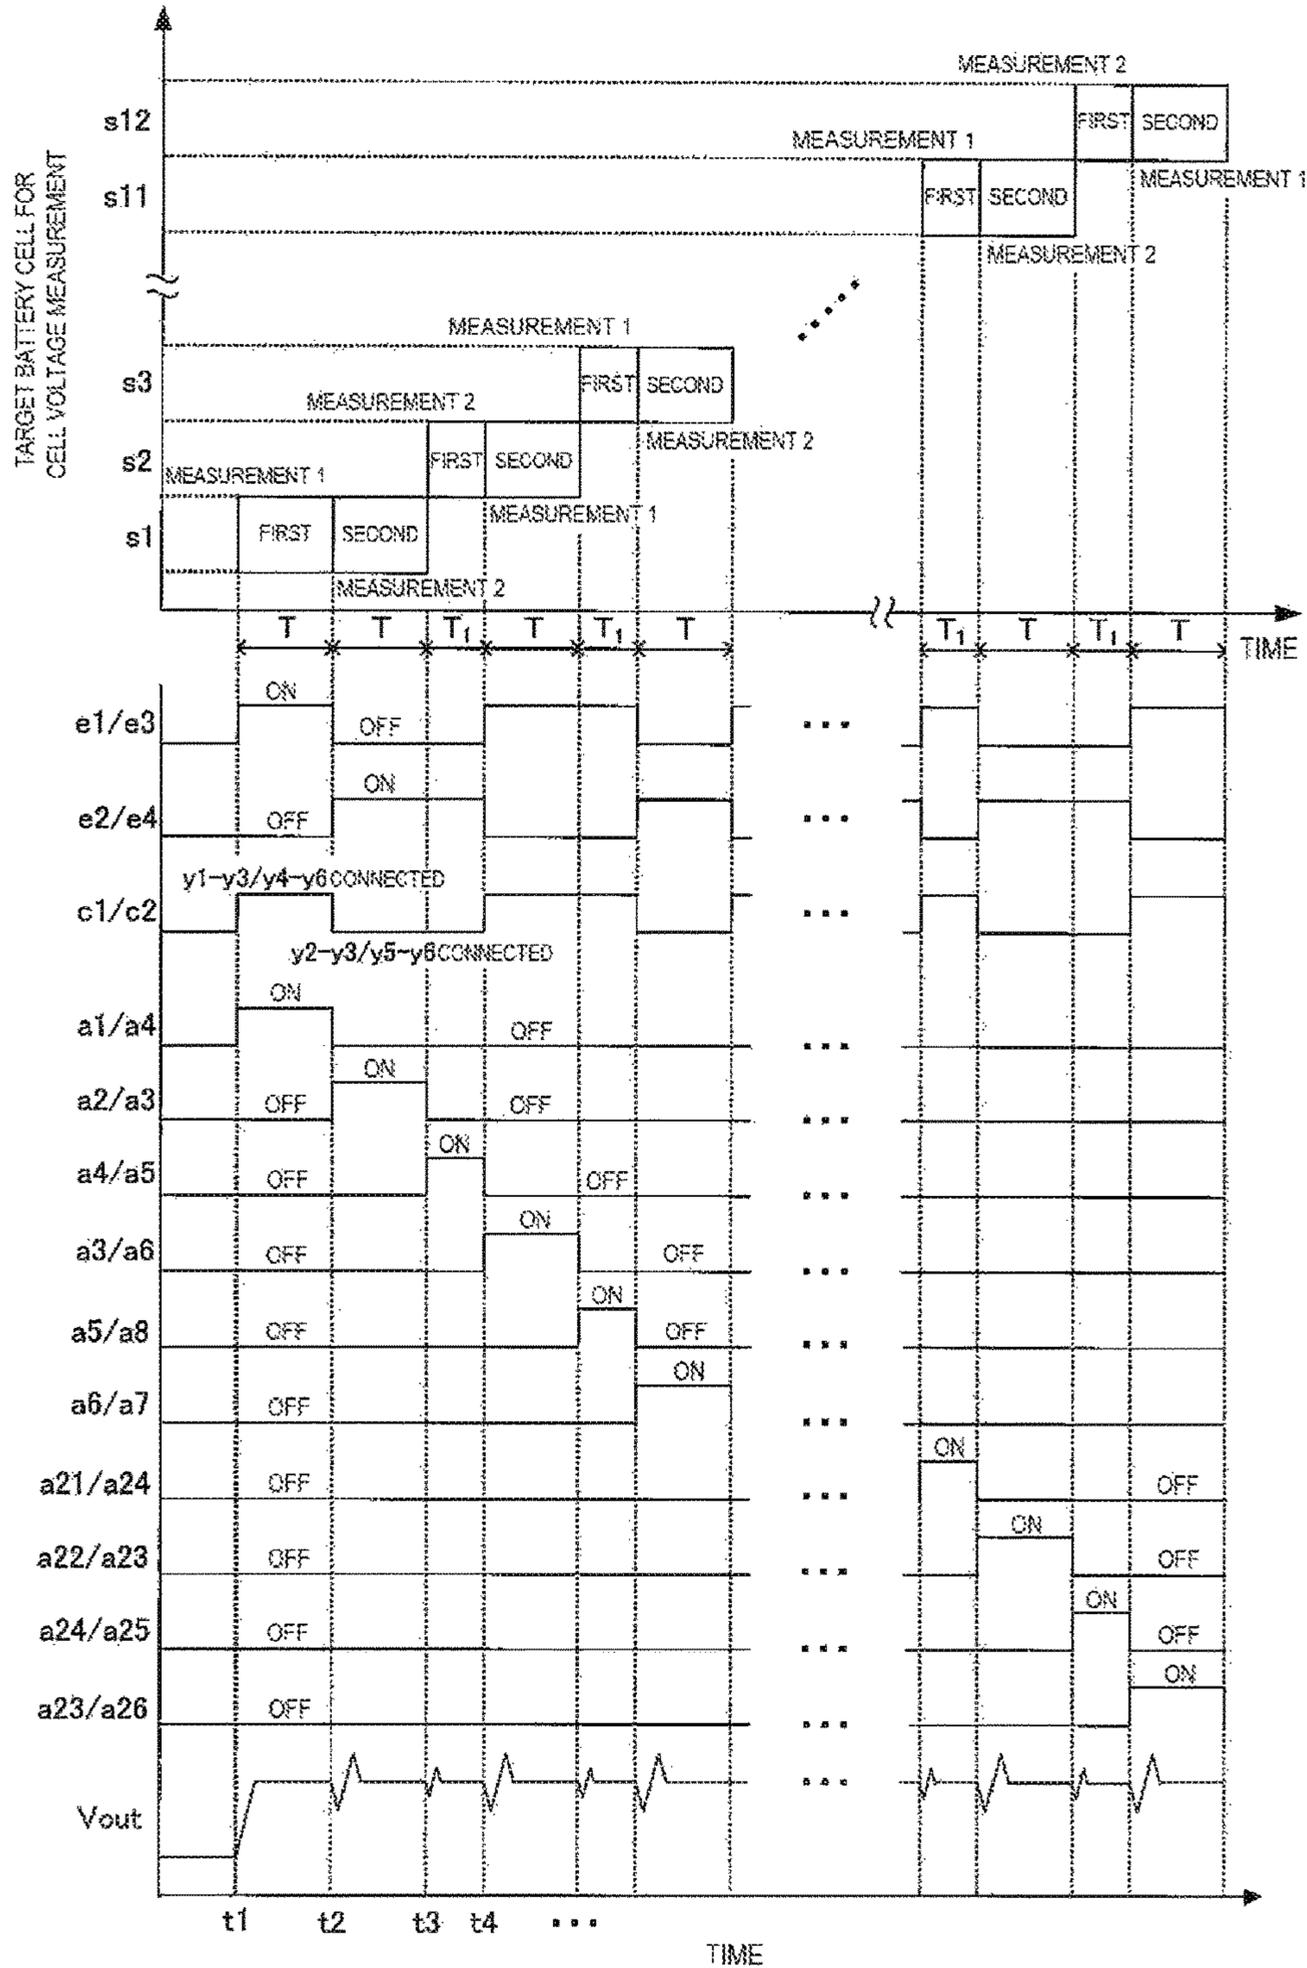 TARGET BATTERY CELL FOR
CELL VOLTAGE MEASUREMENT
MEASUREMENT 2
s12 FIRST SECOND
MEASUREMENT 1
s11 FIRST SECOND
MEASUREMENT 1
MEASUREMENT 2
MEASUREMENT 1
s3 FIRST SECOND
MEASUREMENT 2
MEASUREMENT 2
s2 FIRST SECOND
MEASUREMENT 1
MEASUREMENT 1
s1 FIRST SECOND
MEASUREMENT 2
T T T1 T T1 T T1 T T1 T
TIME
ON
e1/e3 OFF
ON
e2/e4 OFF
y1-y3/y4-y6 CONNECTED
c1/c2
y2-y3/y5-y6 CONNECTED
ON
a1/a4 OFF
ON
a2/a3 OFF OFF
ON
a4/a5 OFF OFF
ON
a3/a6 OFF OFF
ON
a5/a8 OFF OFF
ON
a6/a7 OFF
ON
a21/a24 OFF OFF
ON
a22/a23 OFF OFF
ON
a24/a25 OFF OFF
ON
a23/a26 OFF
Vout
t1 t2 t3 t4 ...
TIME